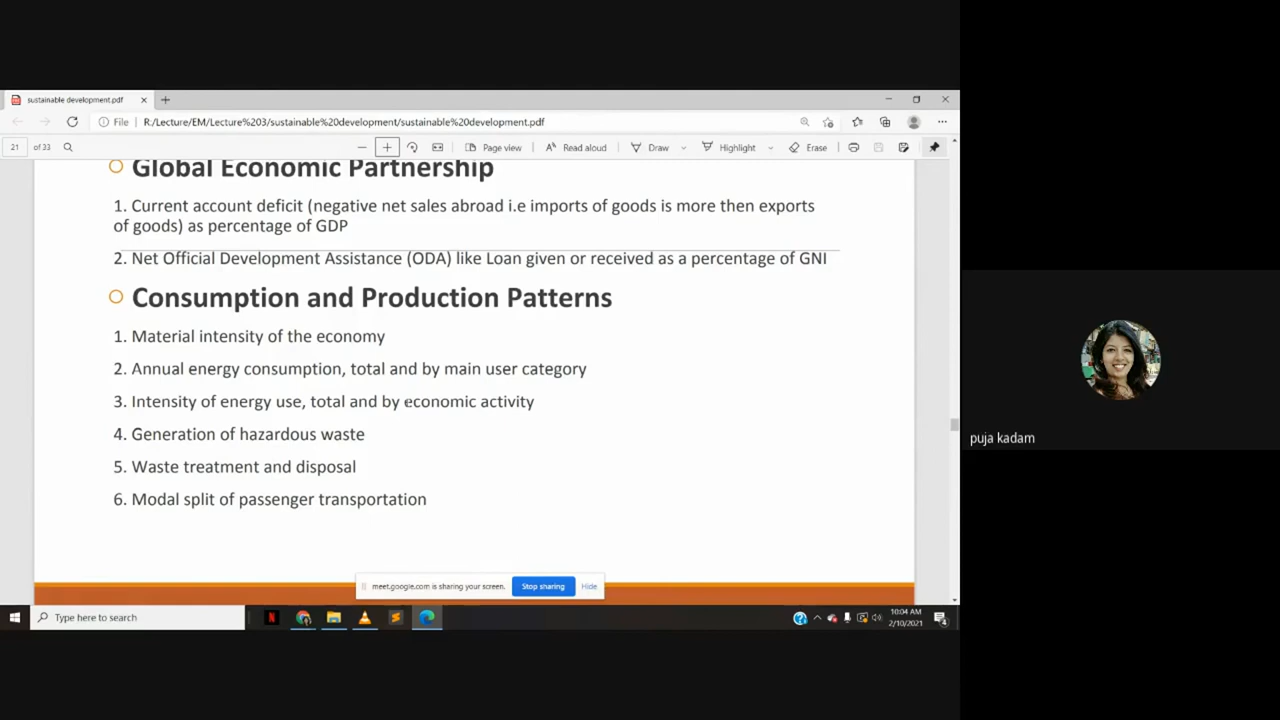 sustainable development.pdf
File
R:/Lecture/EM/Lecture%203/sustainable%20development/sustainable%20development.pdf
21 of 33
Page view
Read aloud
Draw
Highlight
Erase
Global Economic Partnership
1. Current account deficit (negative net sales abroad i.e imports of goods is more then exports
of goods) as percentage of GDP
2. Net Official Development Assistance (ODA) like Loan given or received as a percentage of GNI
Consumption and Production Patterns
1. Material intensity of the economy
2. Annual energy consumption, total and by main user category
3. Intensity of energy use, total and by economic activity
4. Generation of hazardous waste
5. Waste treatment and disposal
6. Modal split of passenger transportation
puja kadam
meet.google.com is sharing your screen.
Stop sharing
Hide
Type here to search
10:04 AM
2/10/2021
4